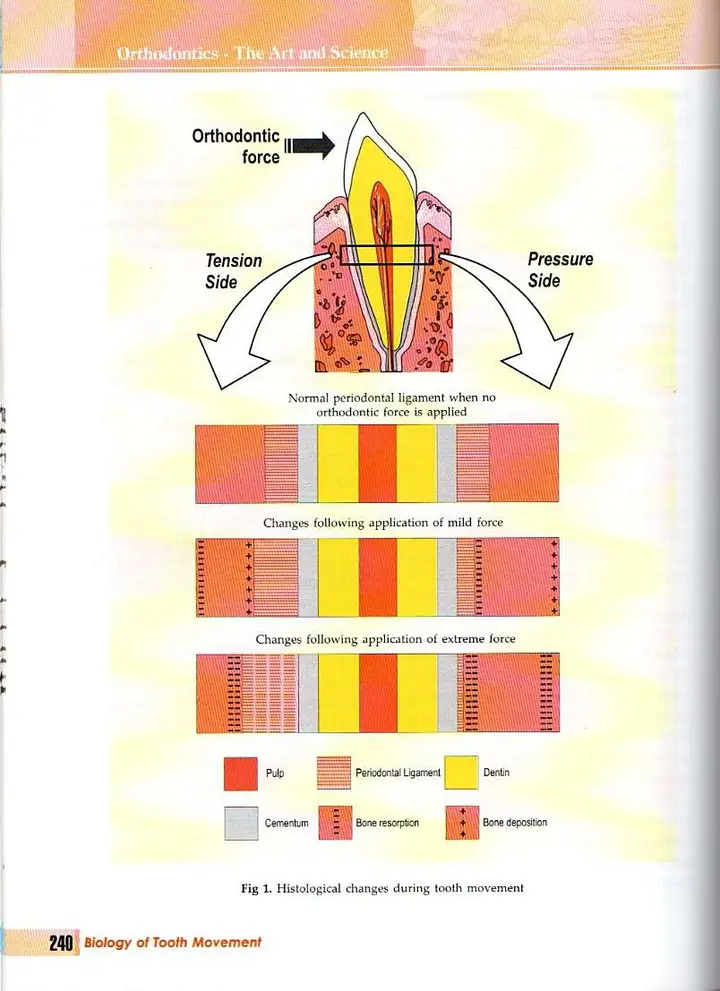 Orthodontics - The Art and Science
Orthodontic
force
Tension
Side
Pressure
Side
Normal periodontal ligament when no
orthodontic force is applied
Changes following application of mild force
Changes following application of extreme force
Pulp
Periodontal Ligament
Dentin
Cementum
Bone resorption
Bone deposition
Fig 1. Histological changes during tooth movement
240 Biology of Tooth Movement